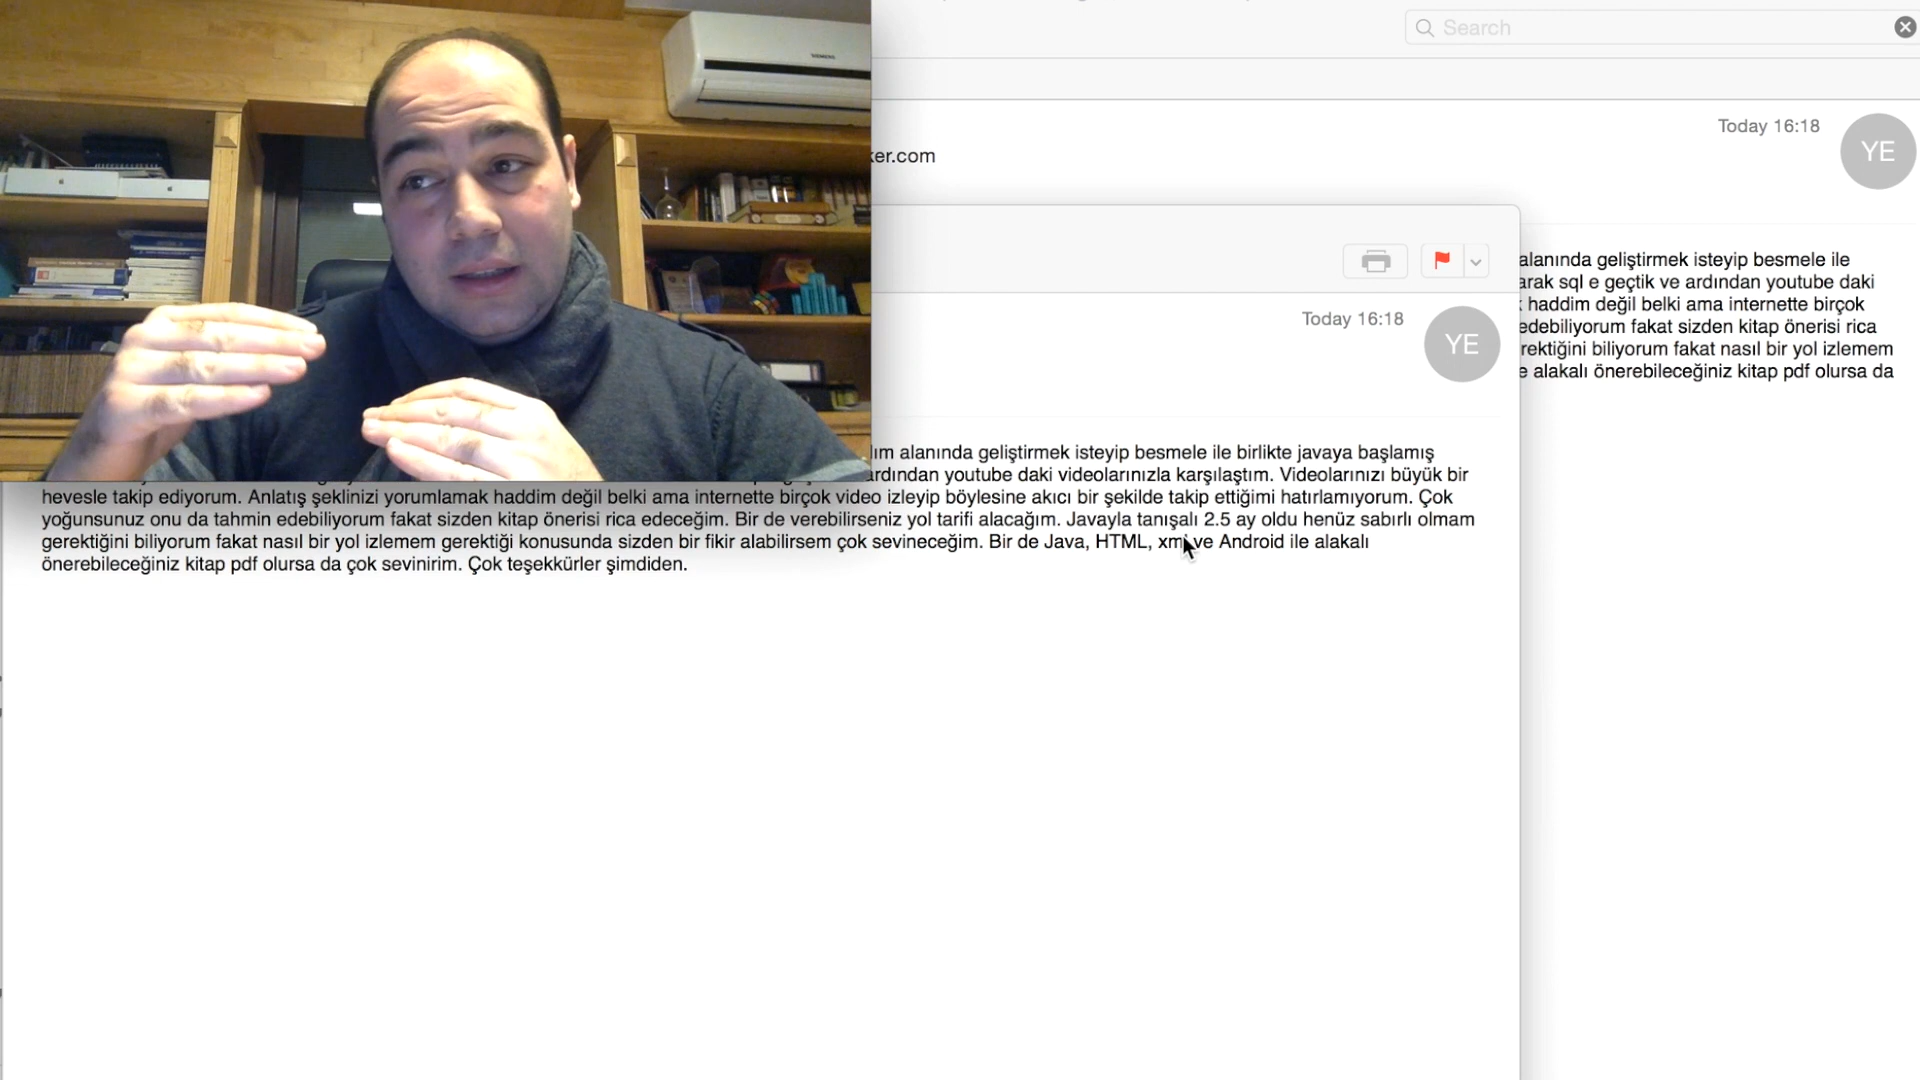 Search
Today 16:18
YE
ker.com
SIEMENS
alanında geliştirmek isteyip besmele ile
arak sql e geçtik ve ardından youtube daki
haddim değil belki ama internette birçok
edebiliyorum fakat sizden kitap önerisi rica
rektiğini biliyorum fakat nasıl bir yol izlemem
e alakalı önerebileceğiniz kitap pdf olursa da
Today 16:18
YE
lım alanında geliştirmek isteyip besmele ile birlikte javaya başlamış
ardından youtube daki videolarınızla karşılaştım. Videolarınızı büyük bir
hevesle takip ediyorum. Anlatış şeklinizi yorumlamak haddim değil belki ama internette birçok video izleyip böylesine akıcı bir şekilde takip ettiğimi hatırlamıyorum. Çok
yoğunsunuz onu da tahmin edebiliyorum fakat sizden kitap önerisi rica edeceğim. Bir de verebilirseniz yol tarifi alacağım. Javayla tanışalı 2.5 ay oldu henüz sabırlı olmam
gerektiğini biliyorum fakat nasıl bir yol izlemem gerektiği konusunda sizden bir fikir alabilirsem çok sevineceğim. Bir de Java, HTML, xml ve Android ile alakalı
önerebileceğiniz kitap pdf olursa da çok sevinirim. Çok teşekkürler şimdiden.